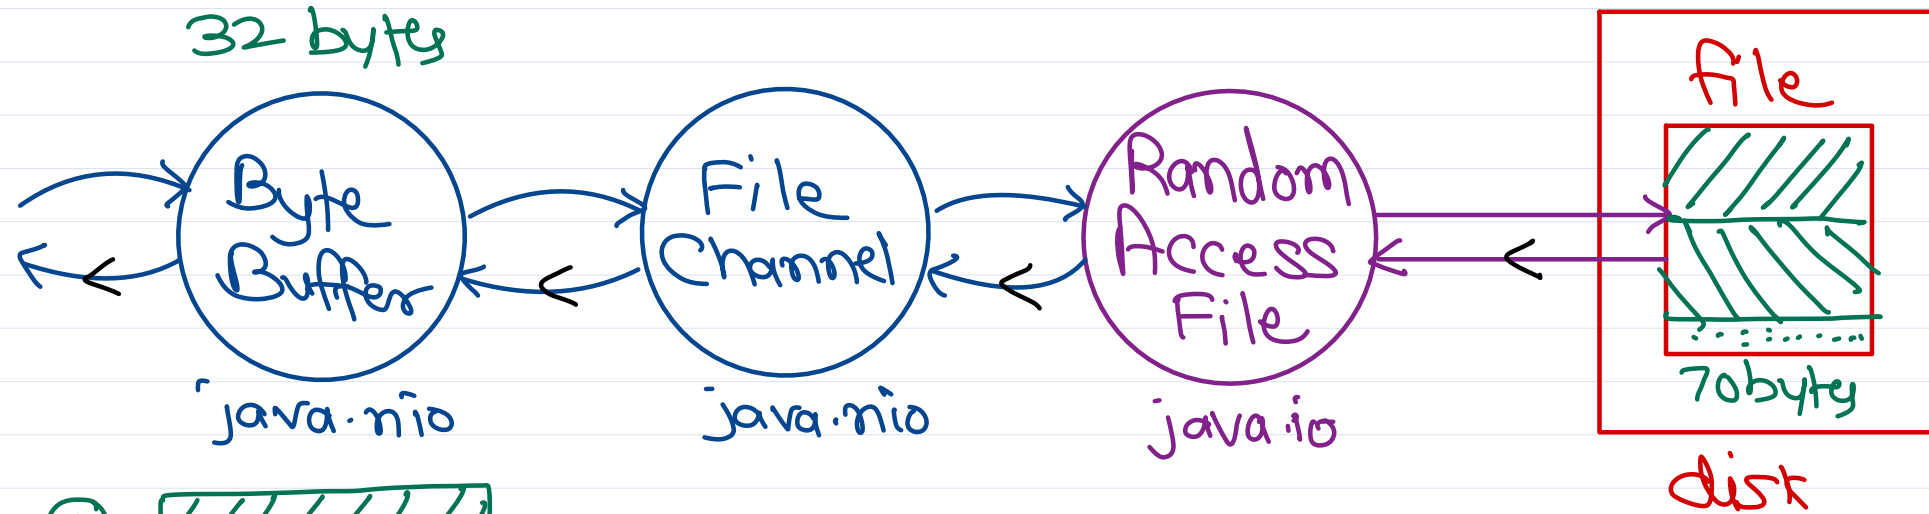 32 bytes
Byte
Buffer
java.nio
File
Channel
java.nio
Random
Access
File
java.io
file
70bytes
disk